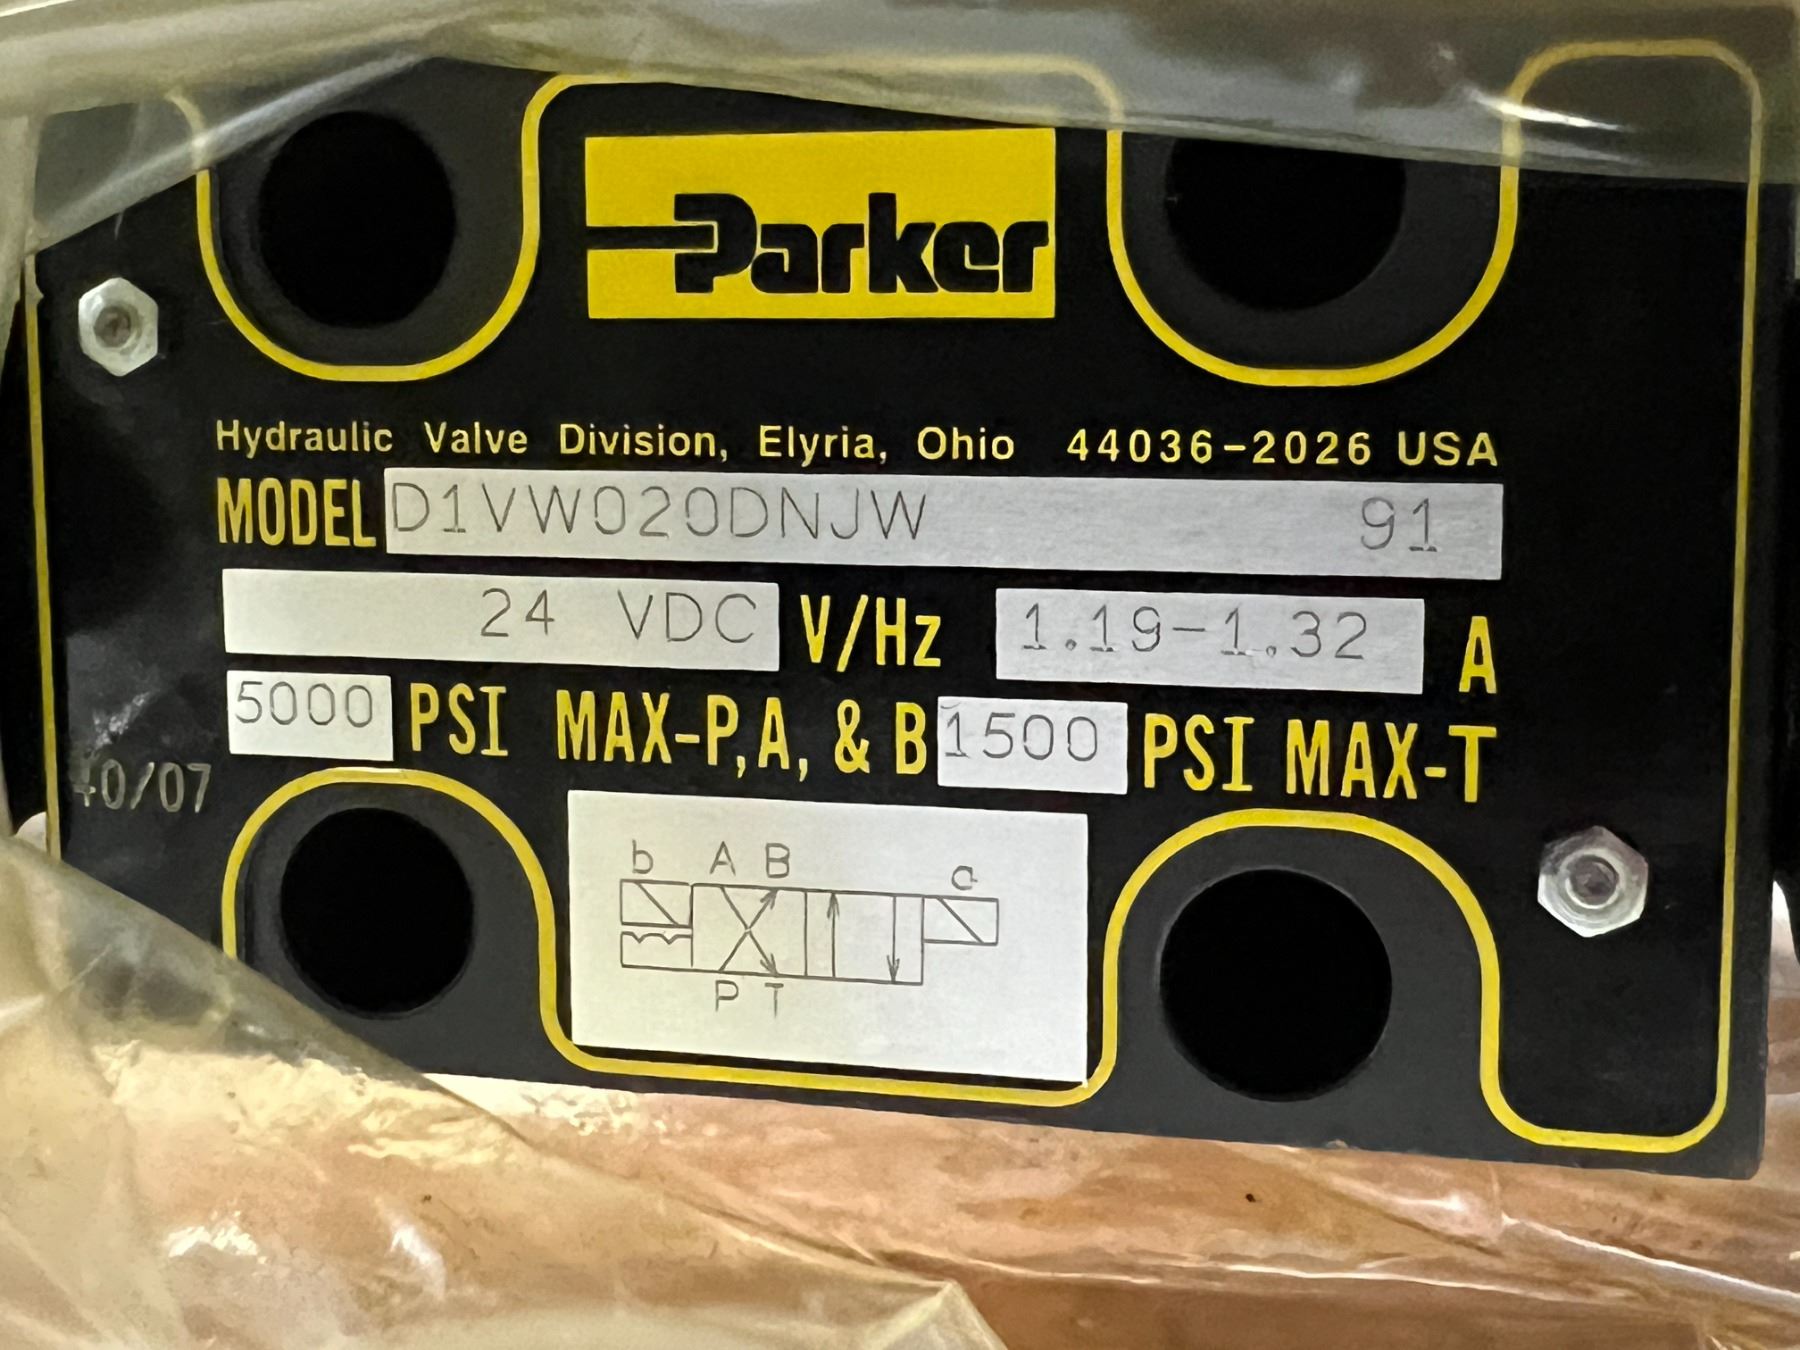 Parker
Hydraulic Valve Division, Elyria, Ohio 44036-2026 USA
MODEL D1VW020DNJW 91
24 VDC V/Hz 1.19-1.32 A
5000 PSI MAX-P,A, & B 1500 PSI MAX-T
40/07
b A B a
P T